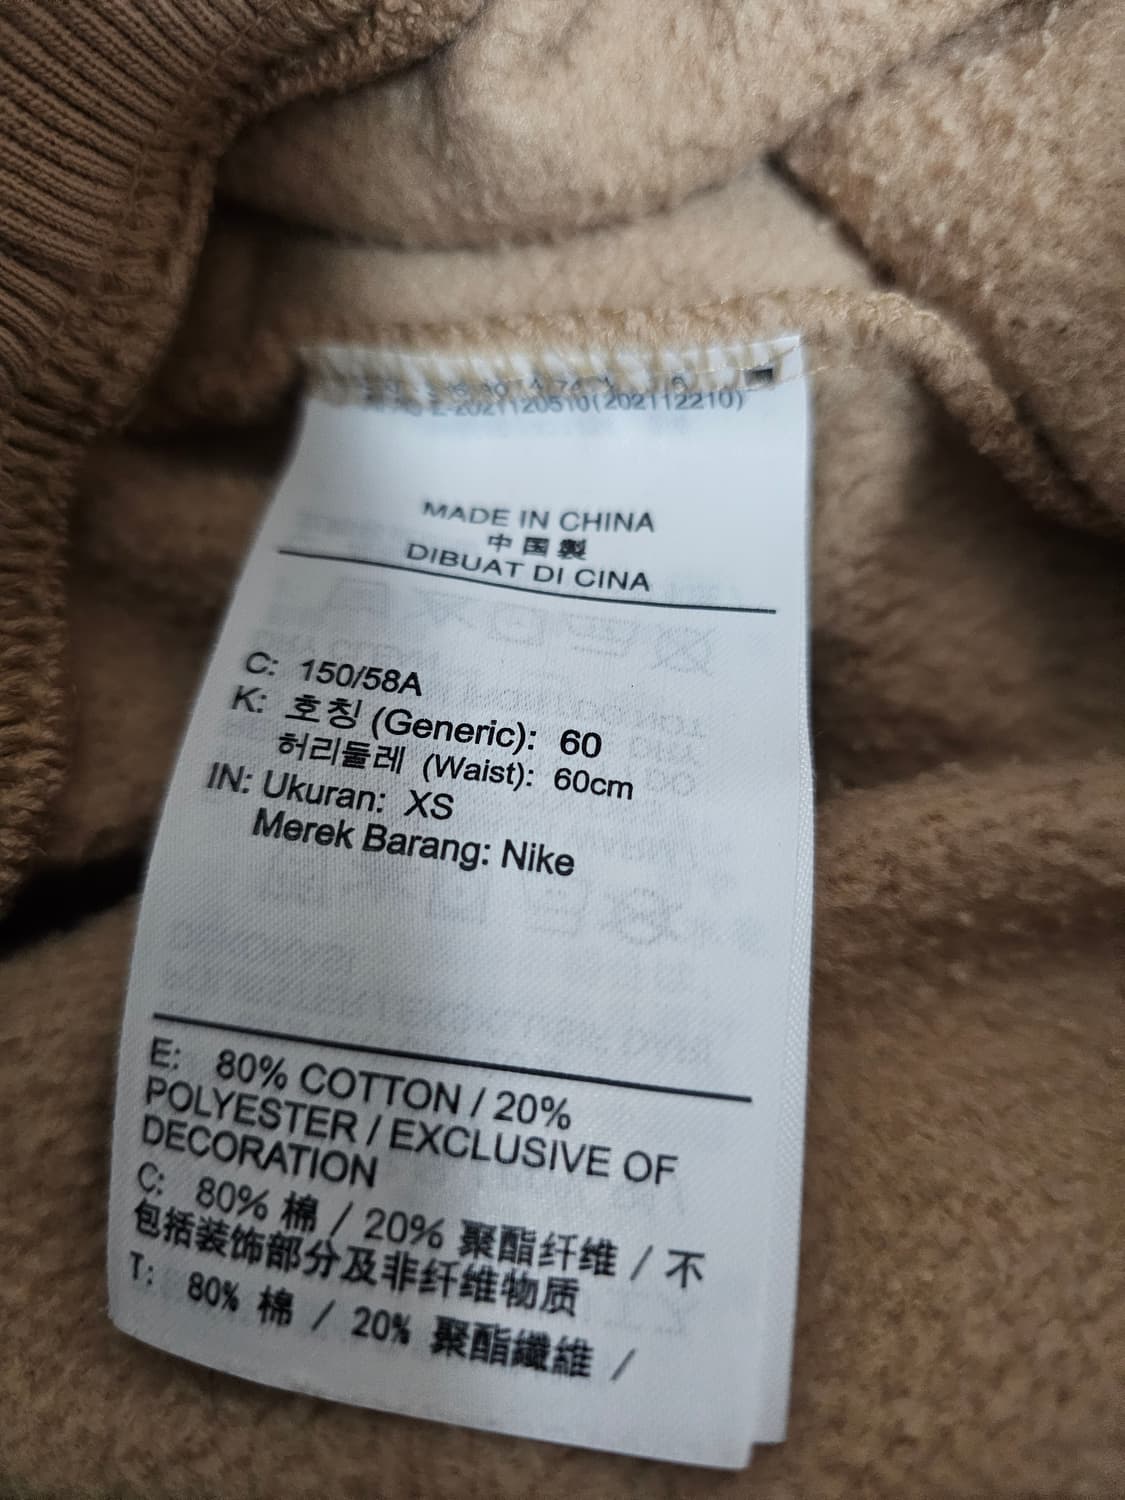 E-2021120510(202112210)
MADE IN CHINA
中国製
DIBUAT DI CINA
C: 150/58A
K: 호칭 (Generic): 60
허리둘레 (Waist): 60cm
IN: Ukuran: XS
Merek Barang: Nike
E: 80% COTTON / 20%
POLYESTER / EXCLUSIVE OF
DECORATION
C: 80% 棉 / 20% 聚酯纤维 / 不
包括装饰部分及非纤维物质
T: 80% 棉 / 20% 聚酯纖維 /